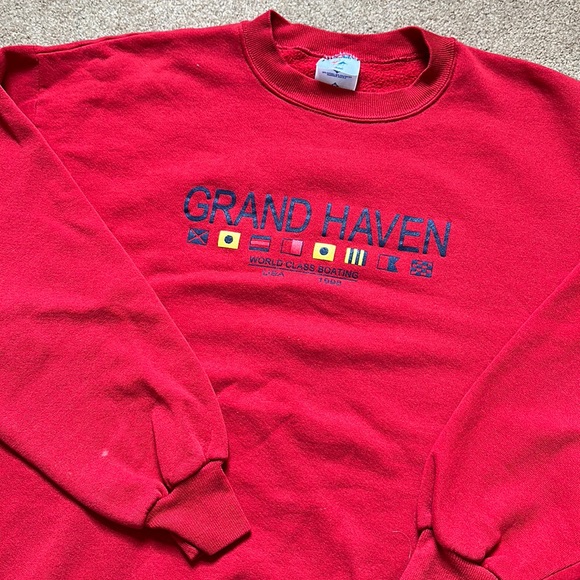 GRAND HAVEN
WORLD CLASS BOATING
USA